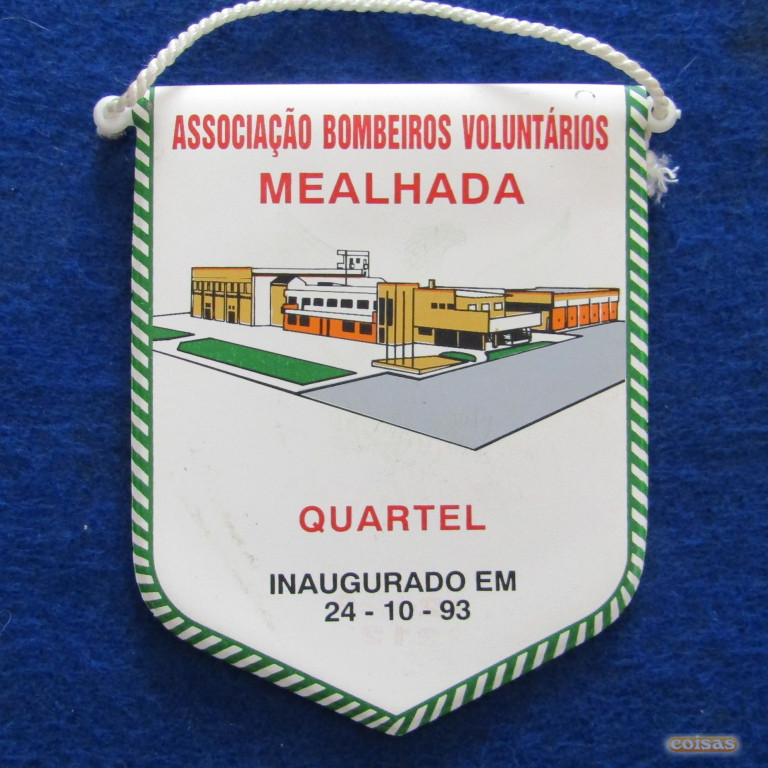 ASSOCIAÇÃO BOMBEIROS VOLUNTÁRIOS
MEALHADA
QUARTEL
INAUGURADO EM
24 - 10 - 93
coisas